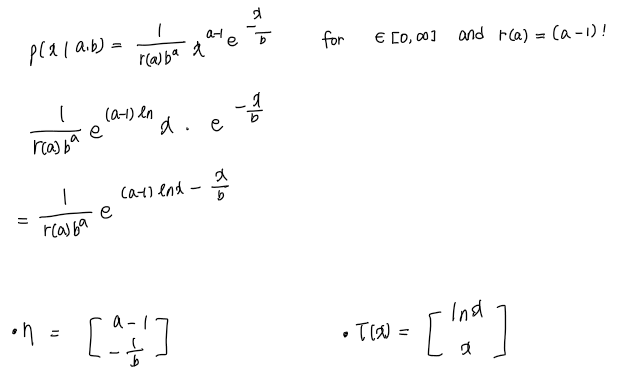 p(x | a,b) = 1/(Γ(a)b^a) x^(a-1) e^(-x/b) for ∈ [0,∞] and Γ(a) = (a-1)!
1/(Γ(a)b^a) e^((a-1) ln x) · e^(-x/b)
= 1/(Γ(a)b^a) e^((a-1) ln x - x/b)
• η = [a-1; -1/b] • T(x) = [ln x; x]